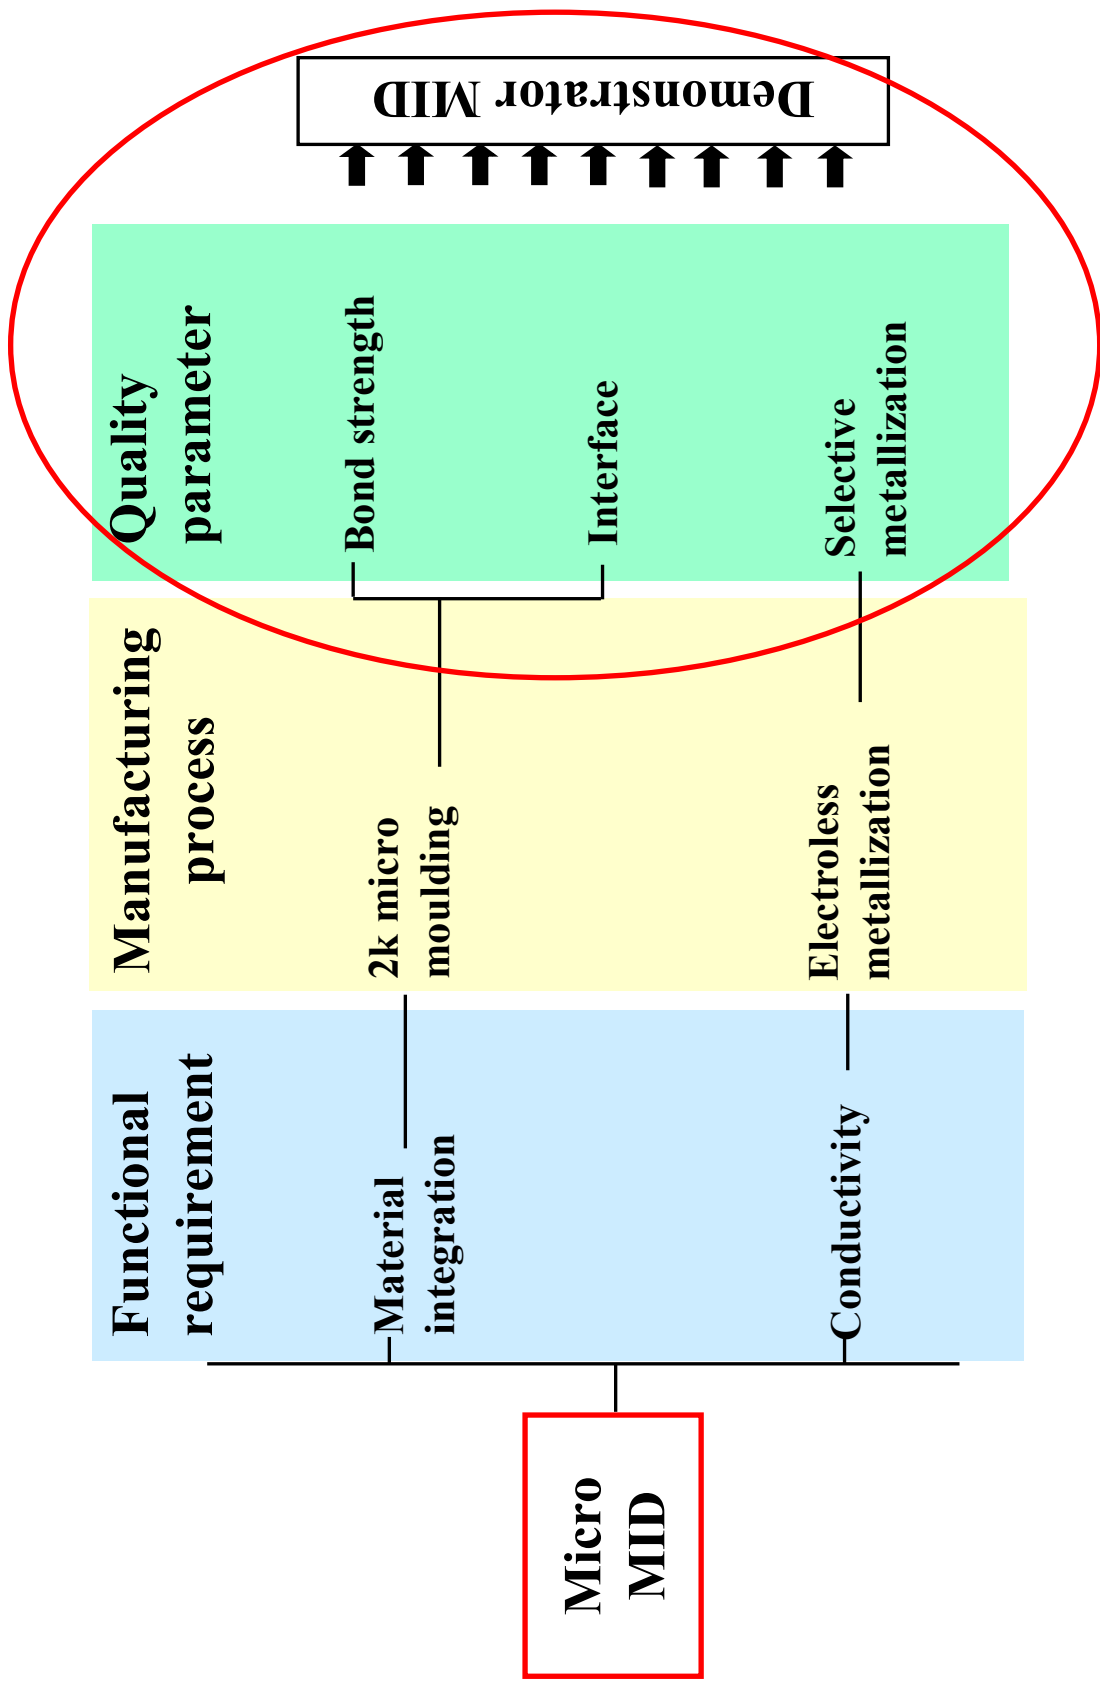 Micro
MID
Functional
requirement
Material
integration
Conductivity
Manufacturing
process
2k micro
moulding
Electroless
metallization
Quality
parameter
Bond strength
Interface
Selective
metallization
Demonstrator MID